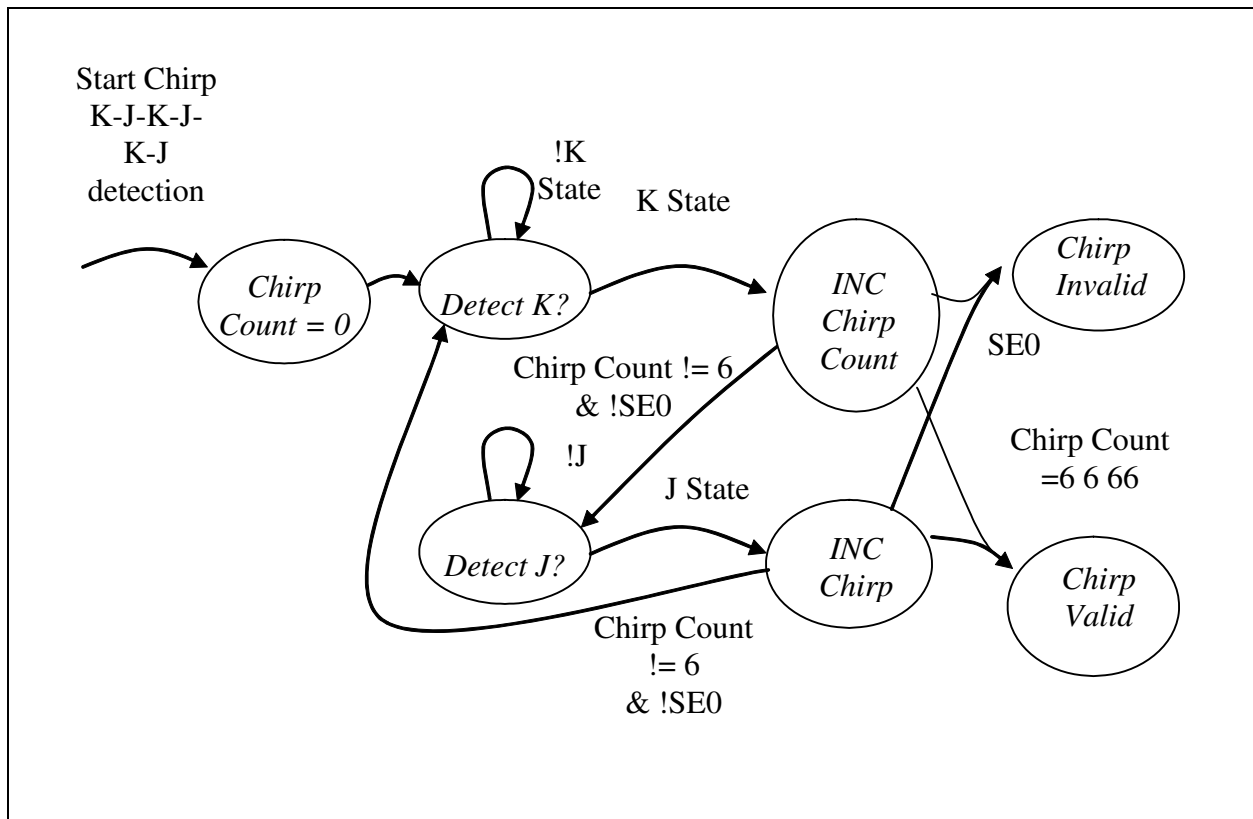 Start Chirp
K-J-K-J-
K-J
detection
!K
State
K State
Chirp
Count = 0
Detect K?
INC
Chirp
Count
Chirp
Invalid
SE0
Chirp Count != 6
& !SE0
!J
J State
Chirp Count
=6 6 66
Detect J?
INC
Chirp
Chirp
Valid
Chirp Count
!= 6
& !SE0